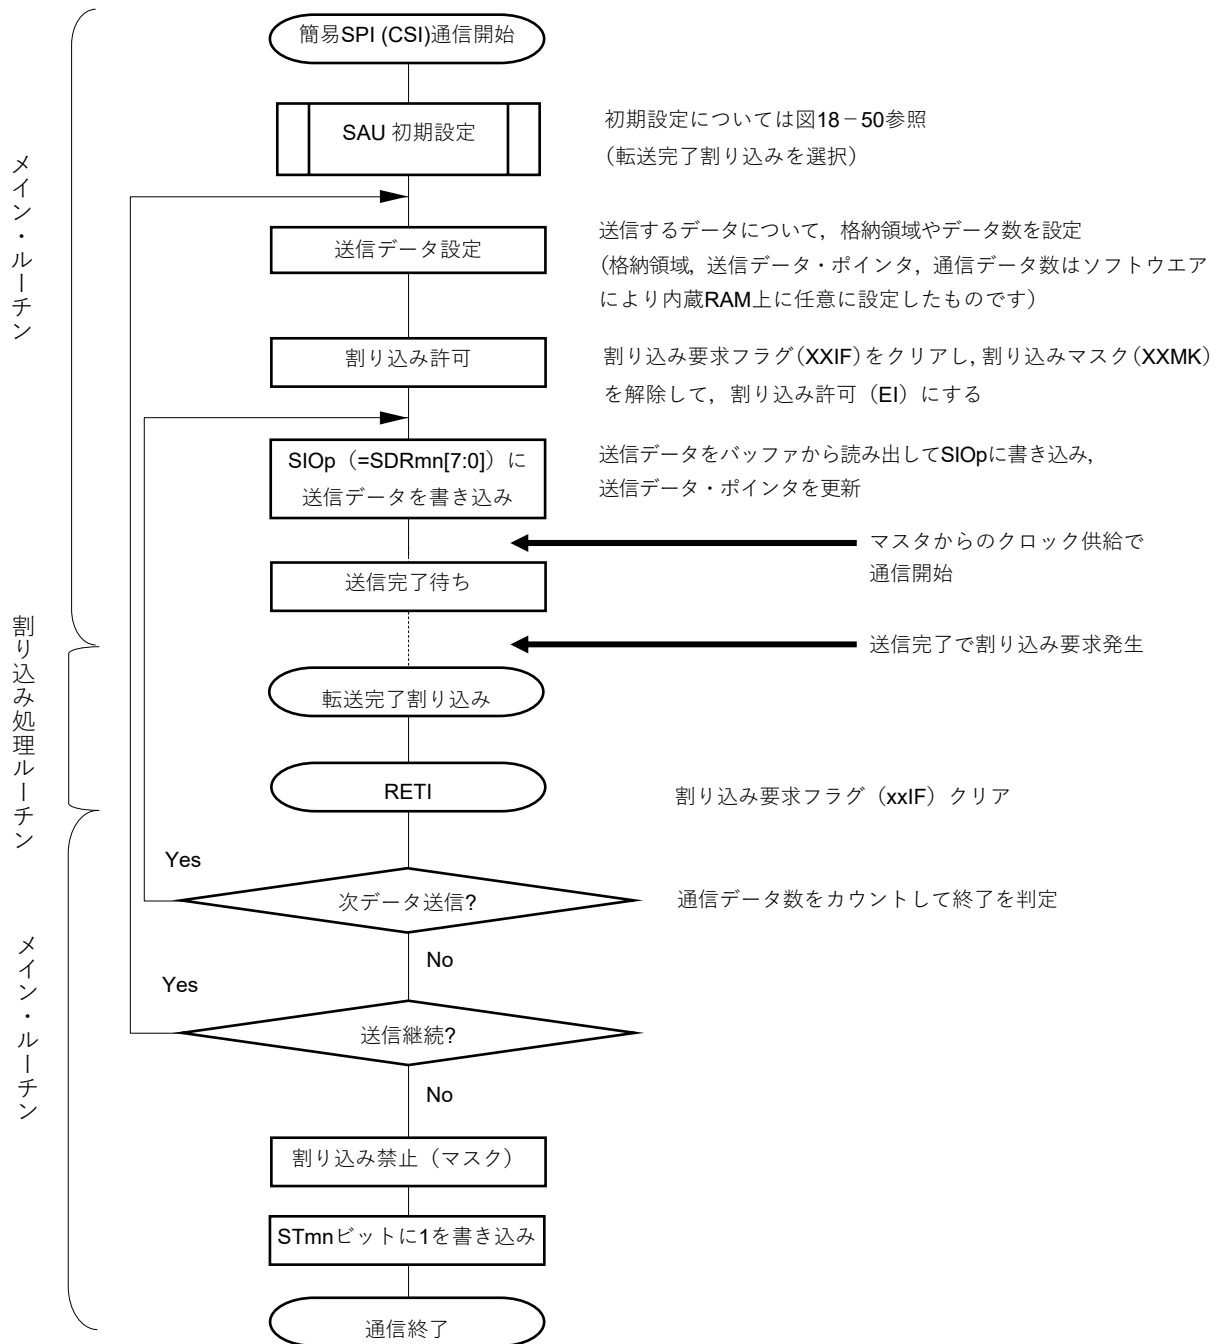 簡易SPI (CSI)通信開始
SAU 初期設定
初期設定については図18－50参照
（転送完了割り込みを選択）
メイン・ルーチン
送信データ設定
送信するデータについて，格納領域やデータ数を設定
（格納領域，送信データ・ポインタ，通信データ数はソフトウエア
により内蔵RAM上に任意に設定したものです）
割り込み許可
割り込み要求フラグ（XXIF）をクリアし，割り込みマスク（XXMK）
を解除して，割り込み許可（EI）にする
SIOp（=SDRmn[7:0]）に
送信データを書き込み
送信データをバッファから読み出してSIOpに書き込み，
送信データ・ポインタを更新
マスタからのクロック供給で
通信開始
送信完了待ち
送信完了で割り込み要求発生
割り込み処理ルーチン
転送完了割り込み
RETI
割り込み要求フラグ（xxIF）クリア
Yes
次データ送信?
通信データ数をカウントして終了を判定
メイン・ルーチン
No
Yes
送信継続?
No
割り込み禁止（マスク）
STmnビットに1を書き込み
通信終了